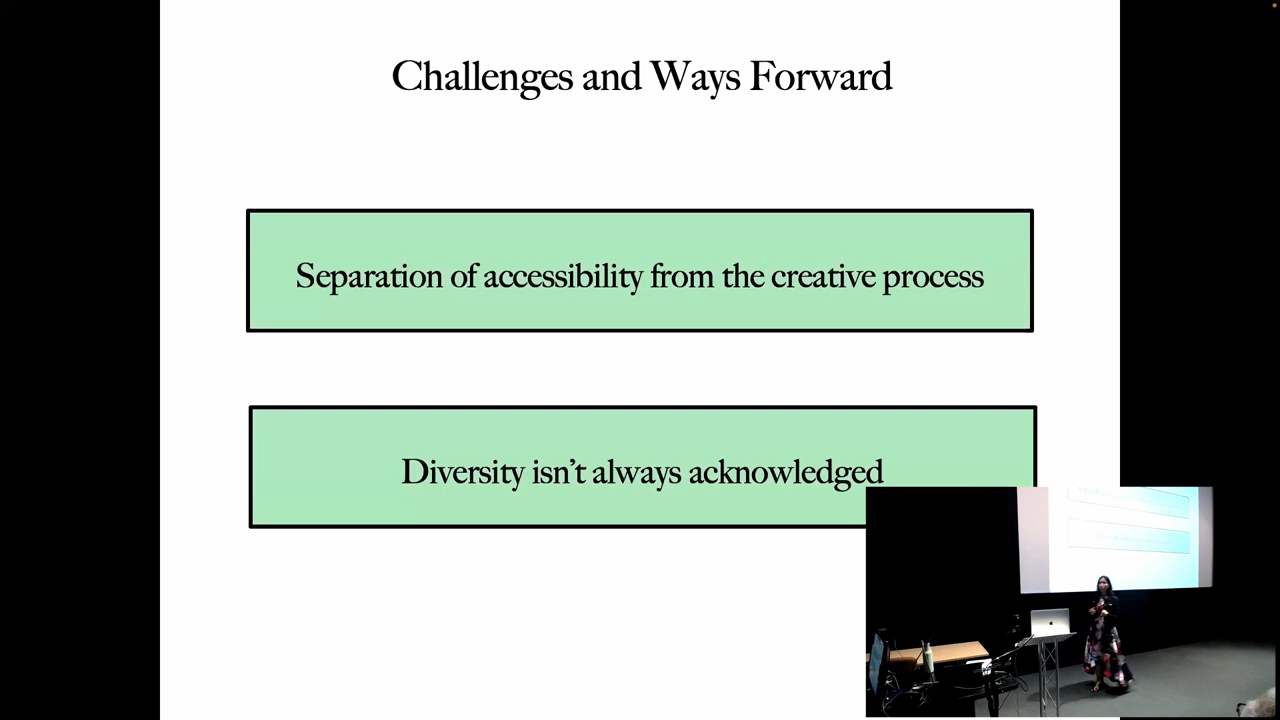 Challenges and Ways Forward
Separation of accessibility from the creative process
Diversity isn’t always acknowledged